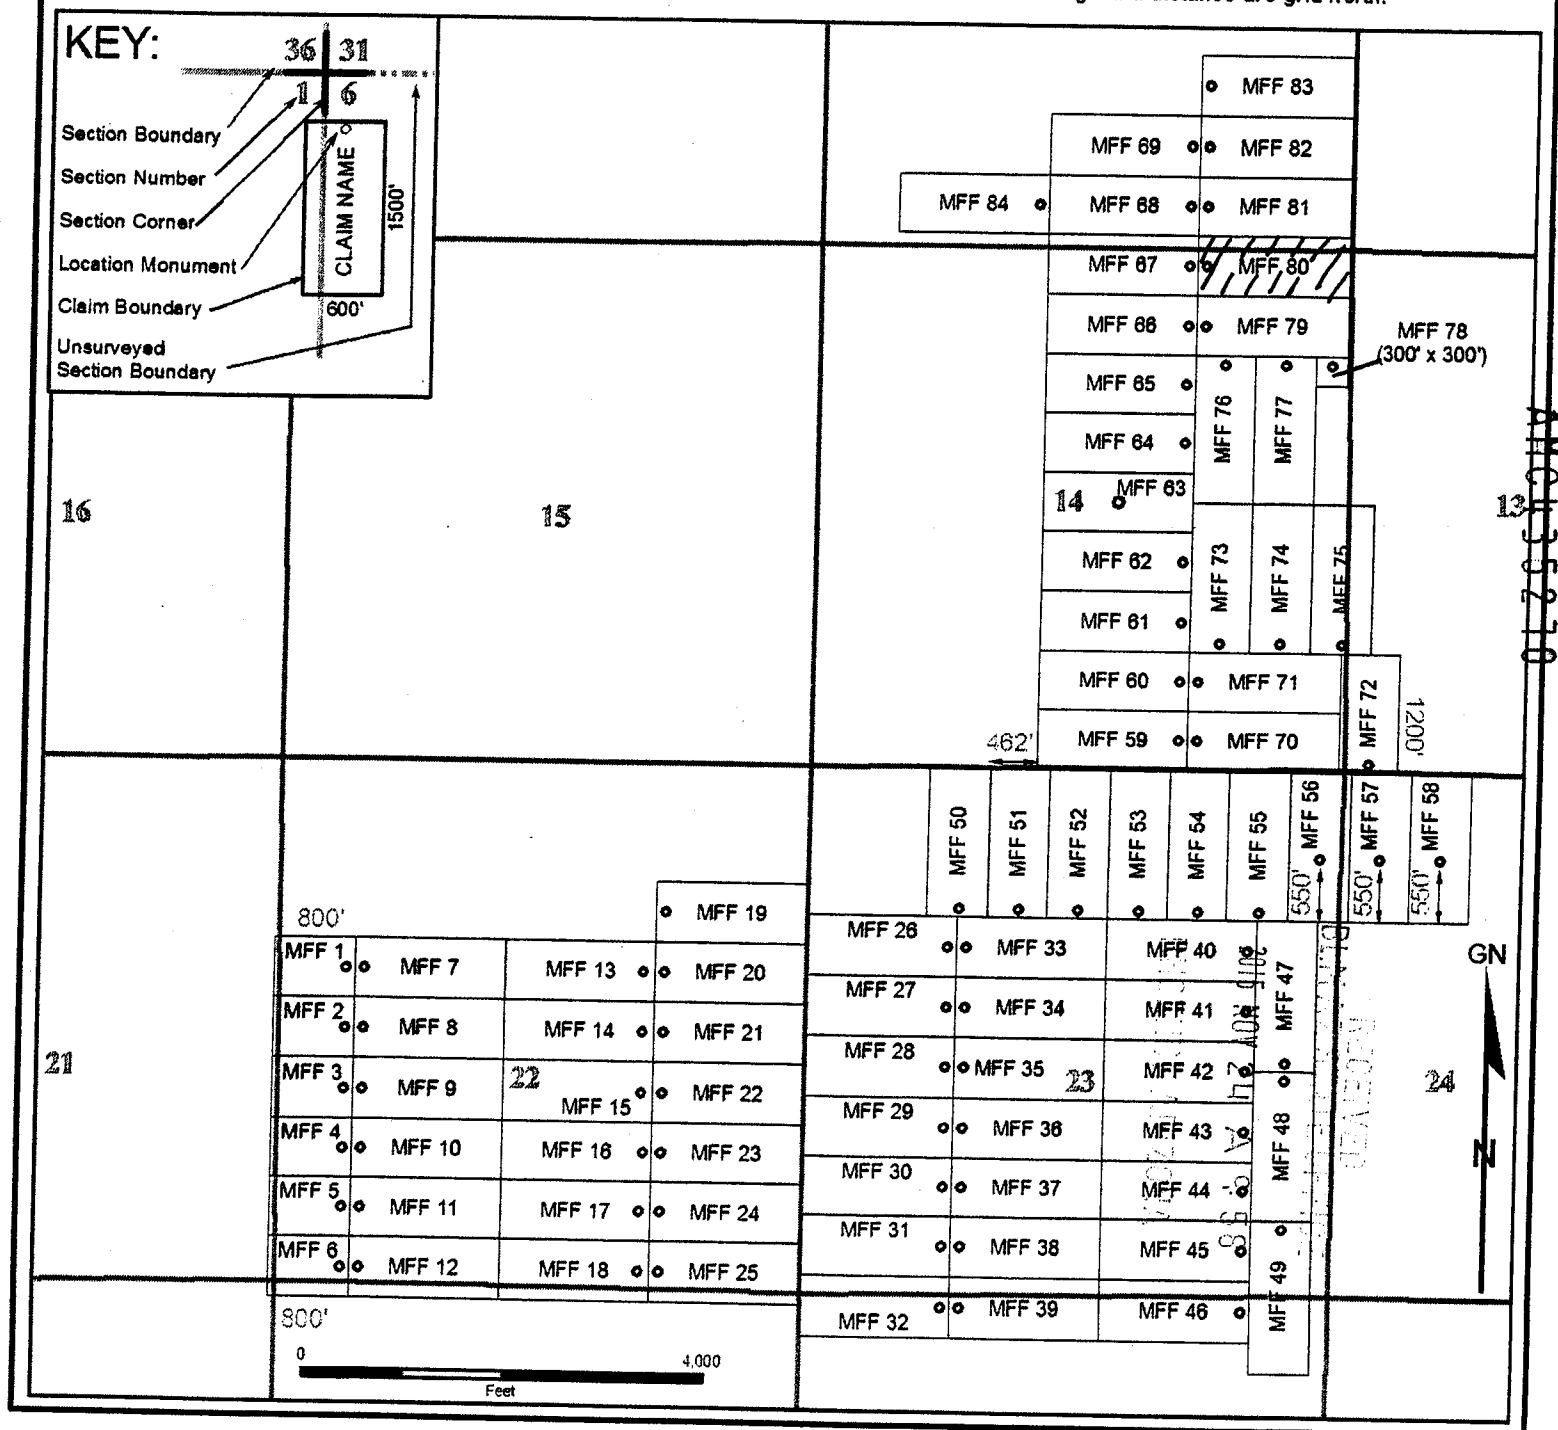 KEY:
36 31
1 6
Section Boundary
Section Number
Section Corner
Location Monument
Claim Boundary
Unsurveyed
Section Boundary
CLAIM NAME
1500'
600'
MFF 83
MFF 69
MFF 82
MFF 84
MFF 68
MFF 81
MFF 67
MFF 80
MFF 66
MFF 79
MFF 78
(300' x 300')
MFF 65
MFF 76
MFF 77
MFF 64
MFF 63
16
15
14
13
AMC435270
MFF 62
MFF 73
MFF 74
MFF 75
MFF 61
MFF 60
MFF 71
MFF 72
1200'
462'
MFF 59
MFF 70
MFF 50
MFF 51
MFF 52
MFF 53
MFF 54
MFF 55
MFF 56
MFF 57
MFF 58
550'
550'
595'
800'
MFF 19
MFF 1
MFF 7
MFF 13
MFF 20
MFF 26
MFF 33
MFF 40
MFF 47
GN
MFF 2
MFF 8
MFF 14
MFF 21
MFF 27
MFF 34
MFF 41
21
MFF 3
MFF 9
22
MFF 15
MFF 22
MFF 28
MFF 35
23
MFF 42
24
MFF 4
MFF 10
MFF 16
MFF 23
MFF 29
MFF 36
MFF 43
MFF 48
N
MFF 5
MFF 11
MFF 17
MFF 24
MFF 30
MFF 37
MFF 44
MFF 6
MFF 12
MFF 18
MFF 25
MFF 31
MFF 38
MFF 45
MFF 49
MFF 32
MFF 39
MFF 46
800'
0 4,000
Feet
RECEIVED